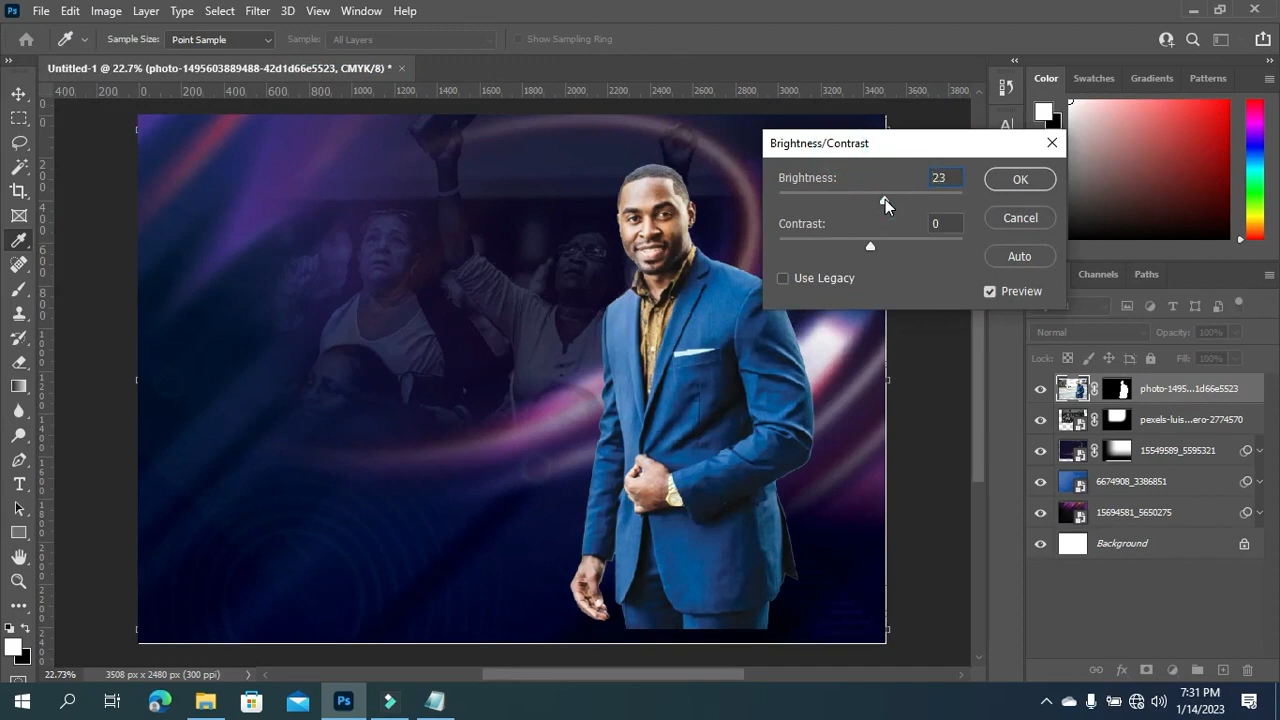 Ps File Edit Image Layer Type Select Filter 3D View Window Help
Sample Size: Point Sample Sample: All Layers Show Sampling Ring
Untitled-1 @ 22.7% (photo-1495603889488-42d1d66e5523, CMYK/8) * ×
Color Swatches Gradients Patterns
400 200 0 200 400 600 800 1000 1200 1400 1600 1800 2000 2200 2400 2600 2800 3000 3200 3400 3600 3800
Brightness/Contrast
Brightness: 23 OK
Contrast: 0 Cancel
Auto
Use Legacy Preview
Channels Paths
Normal Opacity: 100%
Lock: Fill: 100%
photo-1495...1d66e5523
pexels-luis...ero-2774570
15549589_5595321
6674908_3386851
15694581_5650275
Background
22.73% 3508 px x 2480 px (300 ppi)
Ps
7:31 PM
1/14/2023